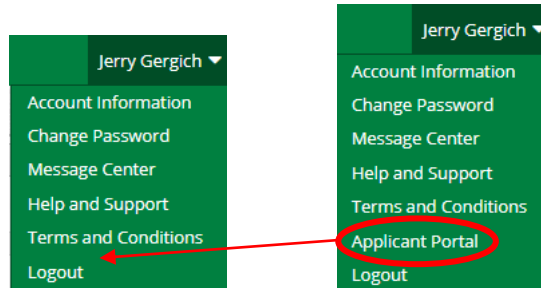 Jerry Gergich
Account Information
Change Password
Message Center
Help and Support
Terms and Conditions
Logout
Jerry Gergich
Account Information
Change Password
Message Center
Help and Support
Terms and Conditions
Applicant Portal
Logout